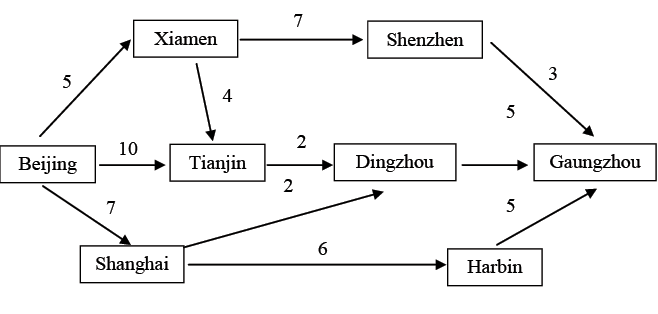 7
Xiamen
Shenzhen
5
3
4
5
10
2
Beijing
Tianjin
Dingzhou
Gaungzhou
2
7
5
6
Shanghai
Harbin